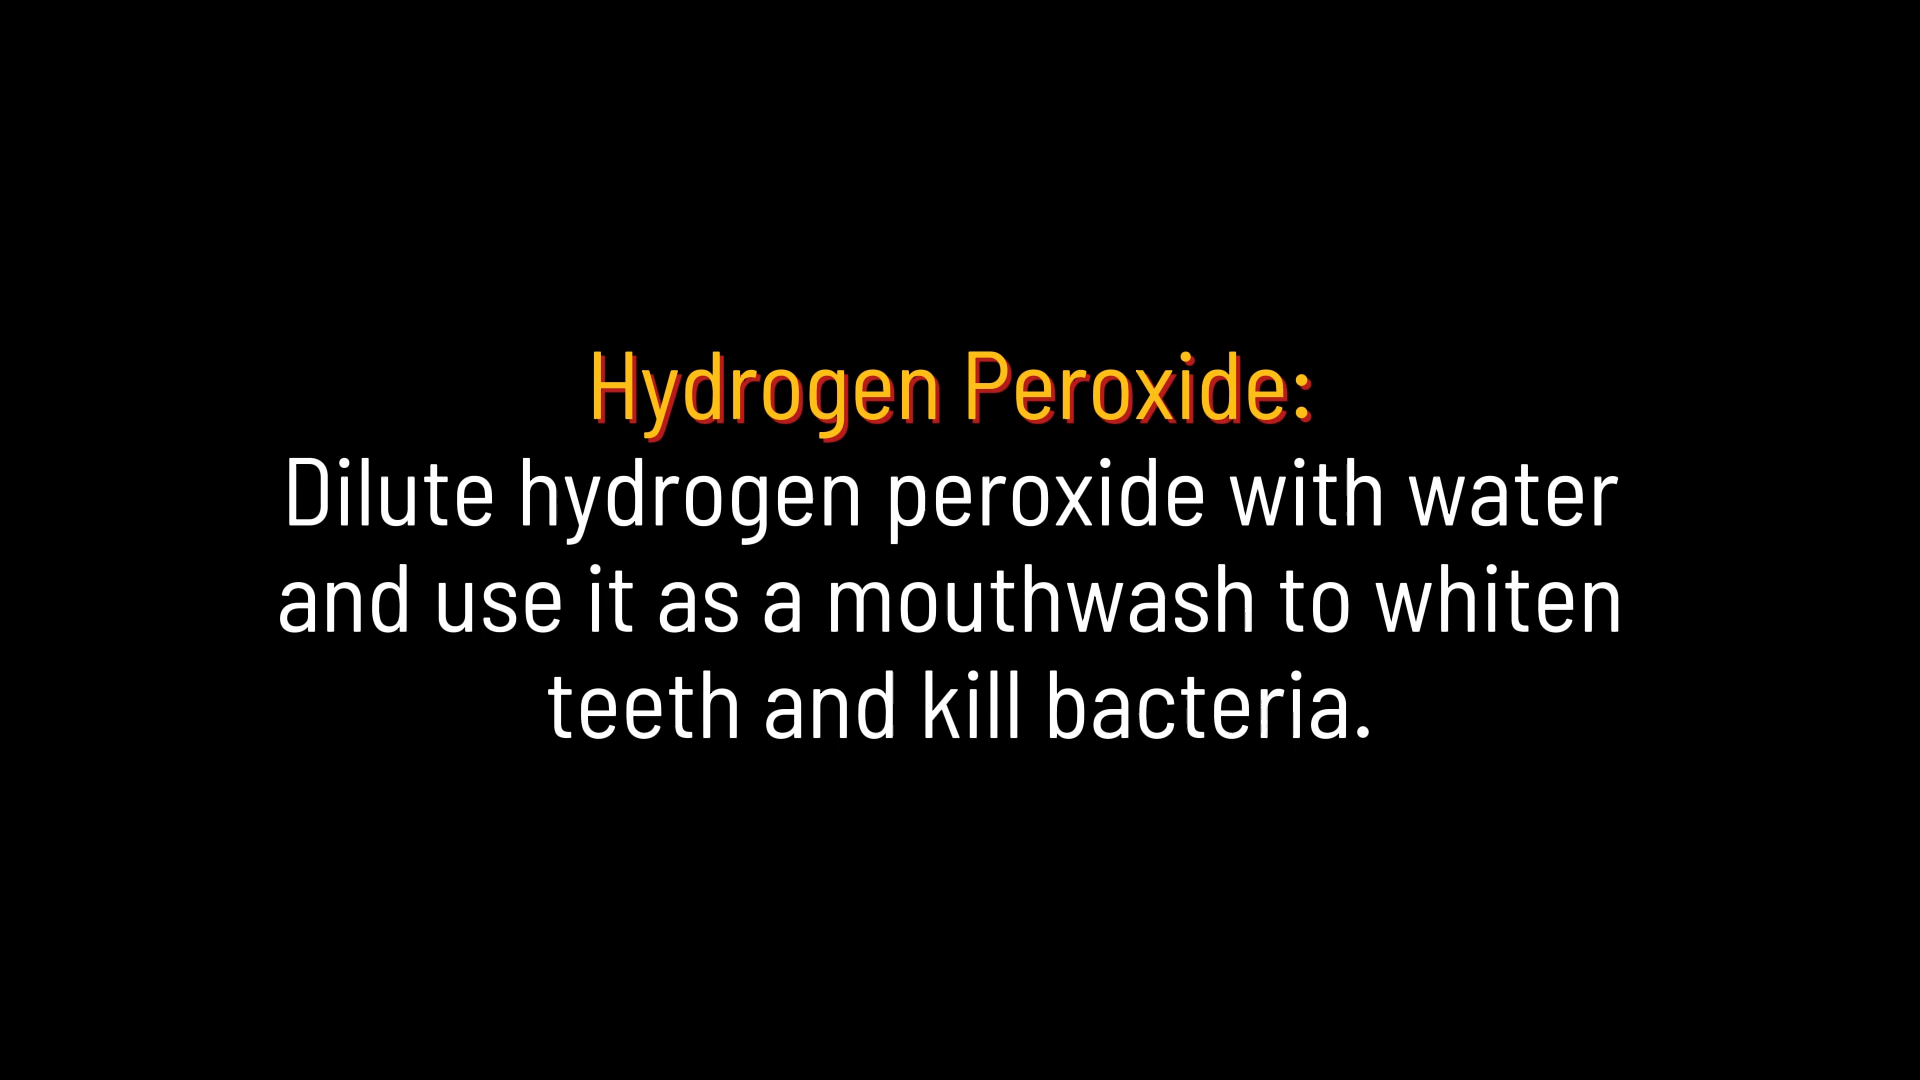 Hydrogen Peroxide:
Dilute hydrogen peroxide with water
and use it as a mouthwash to whiten
teeth and kill bacteria.